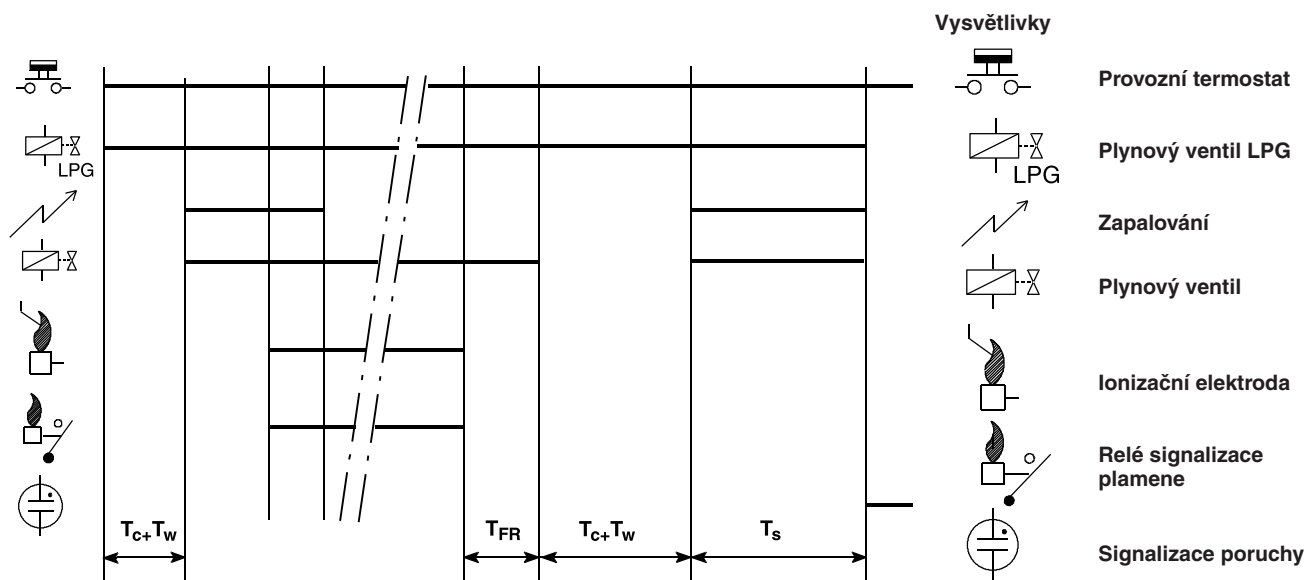 Vysvětlivky
Provozní termostat
LPG
LPG
Plynový ventil LPG
Zapalování
Plynový ventil
Ionizační elektroda
Relé signalizace
plamene
Tc+Tw
TFR
Tc+Tw
Ts
Signalizace poruchy